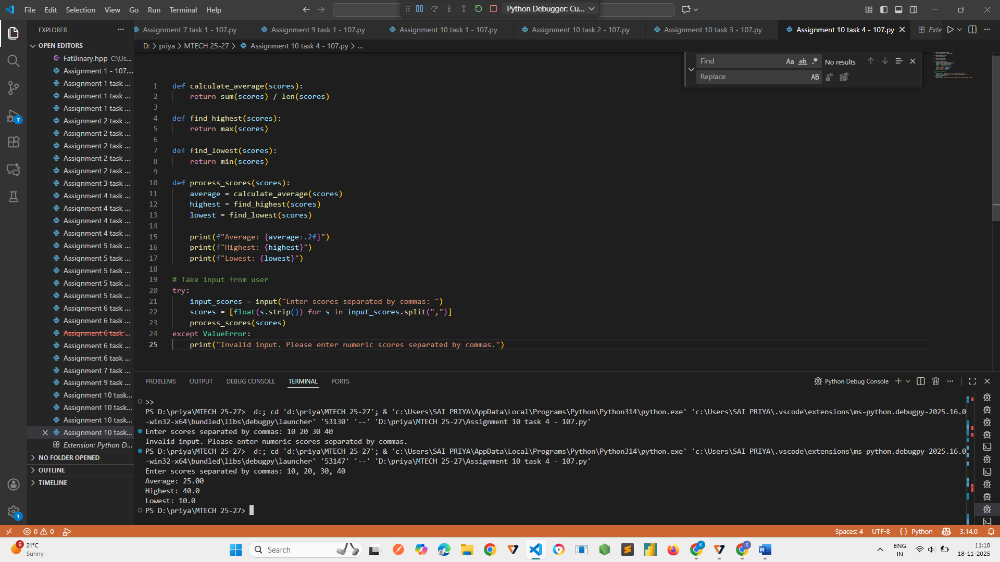 File Edit Selection View Go Run Terminal Help
Python Debugger: Cu...
EXPLORER
Assignment 7 task 1 - 107.py
Assignment 9 task 1 - 107.py
Assignment 10 task 1 - 107.py
Assignment 10 task 2 - 107.py
Assignment 10 task 3 - 107.py
Assignment 10 task 4 - 107.py
Exte
D: > priya > MTECH 25-27 > Assignment 10 task 4 - 107.py > ...
OPEN EDITORS
FatBinary.hpp C:\Us...
Assignment 1 - 107....
Assignment 1 task ...
Assignment 1 task ...
Assignment 1 task ...
Assignment 2 task ...
Assignment 2 task ...
Assignment 2 task ...
Assignment 2 task ...
Assignment 2 task ...
Assignment 3 task ...
Assignment 4 task ...
Assignment 4 task ...
Assignment 4 task ...
Assignment 4 task ...
Assignment 5 task ...
Assignment 5 task ...
Assignment 5 task ...
Assignment 5 task ...
Assignment 5 task ...
Assignment 6 task ...
Assignment 6 task ...
Assignment 6 task ...
Assignment 6 task ...
Assignment 6 task ...
Assignment 7 task ...
Assignment 9 task ...
Assignment 10 task...
Assignment 10 task...
Assignment 10 task...
Assignment 10 task...
Extension: Python D...
NO FOLDER OPENED
OUTLINE
TIMELINE
7
1
Find Aa ab .* No results
Replace AB
1 def calculate_average(scores):
2 return sum(scores) / len(scores)
3
4 def find_highest(scores):
5 return max(scores)
6
7 def find_lowest(scores):
8 return min(scores)
9
10 def process_scores(scores):
11 average = calculate_average(scores)
12 highest = find_highest(scores)
13 lowest = find_lowest(scores)
14
15 print(f"Average: {average:.2f}")
16 print(f"Highest: {highest}")
17 print(f"Lowest: {lowest}")
18
19 # Take input from user
20 try:
21 input_scores = input("Enter scores separated by commas: ")
22 scores = [float(s.strip()) for s in input_scores.split(",")]
23 process_scores(scores)
24 except ValueError:
25 print("Invalid input. Please enter numeric scores separated by commas.")
PROBLEMS OUTPUT DEBUG CONSOLE TERMINAL PORTS
Python Debug Console
>>
PS D:\priya\MTECH 25-27> d:; cd 'd:\priya\MTECH 25-27'; & 'c:\Users\SAI PRIYA\AppData\Local\Programs\Python\Python314\python.exe' 'c:\Users\SAI PRIYA\.vscode\extensions\ms-python.debugpy-2025.16.0
-win32-x64\bundled\libs\debugpy\launcher' '53130' '--' 'D:\priya\MTECH 25-27\Assignment 10 task 4 - 107.py'
Enter scores separated by commas: 10 20 30 40
Invalid input. Please enter numeric scores separated by commas.
PS D:\priya\MTECH 25-27> d:; cd 'd:\priya\MTECH 25-27'; & 'c:\Users\SAI PRIYA\AppData\Local\Programs\Python\Python314\python.exe' 'c:\Users\SAI PRIYA\.vscode\extensions\ms-python.debugpy-2025.16.0
-win32-x64\bundled\libs\debugpy\launcher' '53147' '--' 'D:\priya\MTECH 25-27\Assignment 10 task 4 - 107.py'
Enter scores separated by commas: 10, 20, 30, 40
Average: 25.00
Highest: 40.0
Lowest: 10.0
PS D:\priya\MTECH 25-27>
0 0
Spaces: 4 UTF-8 { } Python 3.14.0
6 21°C
Sunny
Search
K
S
ENG
IN
11:10
18-11-2025